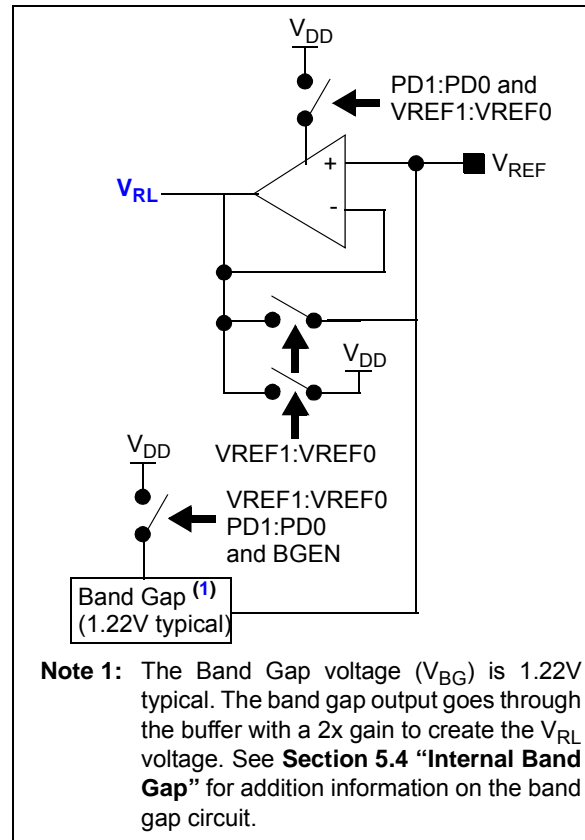 VDD
PD1:PD0 and
VREF1:VREF0
+
VREF
VRL
-
VDD
VREF1:VREF0
VDD
VREF1:VREF0
PD1:PD0
and BGEN
Band Gap (1)
(1.22V typical)
Note 1: The Band Gap voltage (VBG) is 1.22V
typical. The band gap output goes through
the buffer with a 2x gain to create the VRL
voltage. See Section 5.4 “Internal Band
Gap” for addition information on the band
gap circuit.